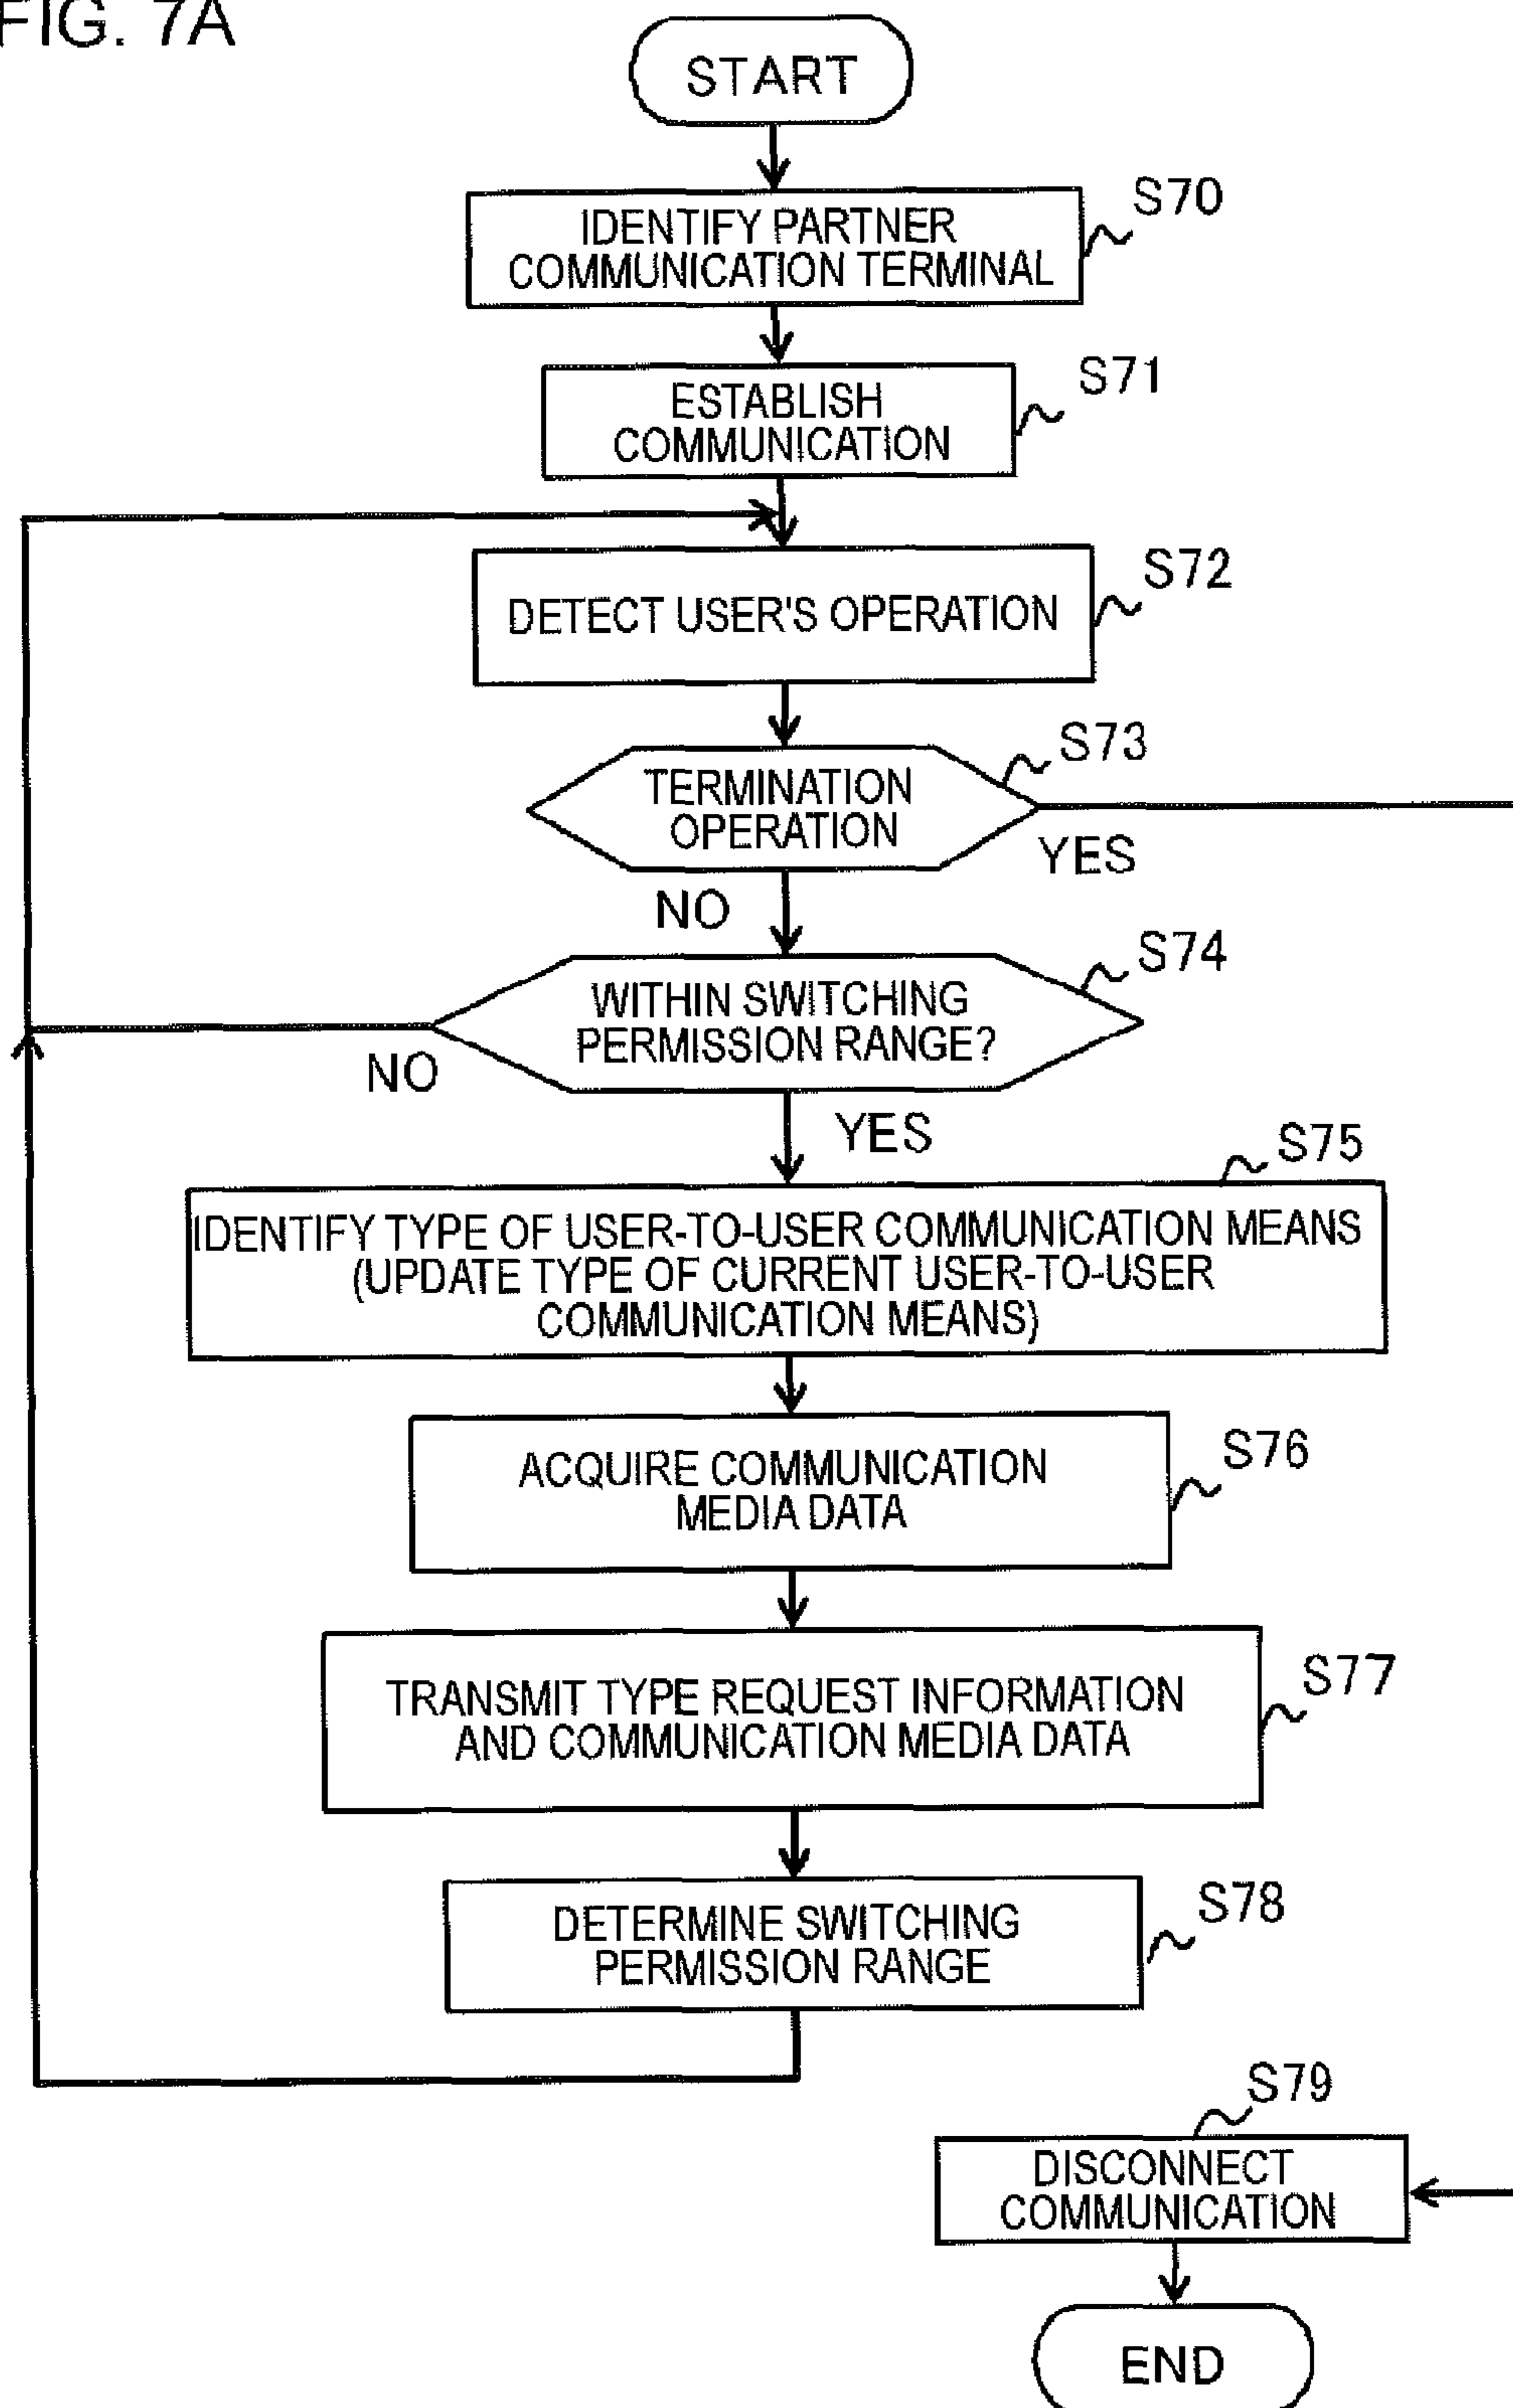 FIG. 7A
START
S70
IDENTIFY PARTNER
COMMUNICATION TERMINAL
S71
ESTABLISH
COMMUNICATION
S72
DETECT USER'S OPERATION
S73
TERMINATION
OPERATION
YES
NO
S74
WITHIN SWITCHING
PERMISSION RANGE?
NO
YES
S75
IDENTIFY TYPE OF USER-TO-USER COMMUNICATION MEANS
(UPDATE TYPE OF CURRENT USER-TO-USER
COMMUNICATION MEANS)
S76
ACQUIRE COMMUNICATION
MEDIA DATA
S77
TRANSMIT TYPE REQUEST INFORMATION
AND COMMUNICATION MEDIA DATA
S78
DETERMINE SWITCHING
PERMISSION RANGE
S79
DISCONNECT
COMMUNICATION
END